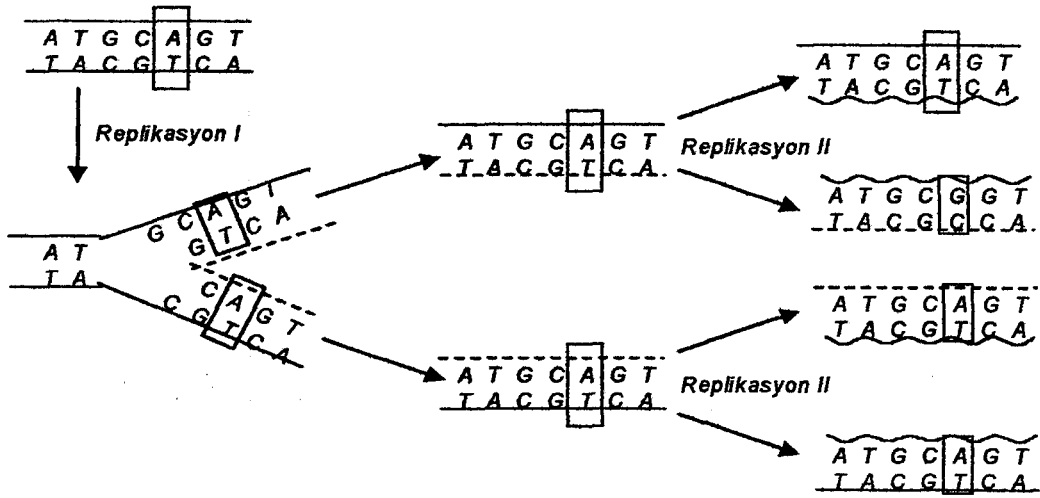 A T G C A G T
T A C G T C A
Replikasyon I
A T
T A
G C A G T
G T C A
C A G T
C G T C A
A T G C A G T
T A C G T C A
Replikasyon II
A T G C A G T
T A C G T C A
A T G C G G T
T A C G C C A
A T G C A G T
T A C G T C A
Replikasyon II
A T G C A G T
T A C G T C A
A T G C A G T
T A C G T C A